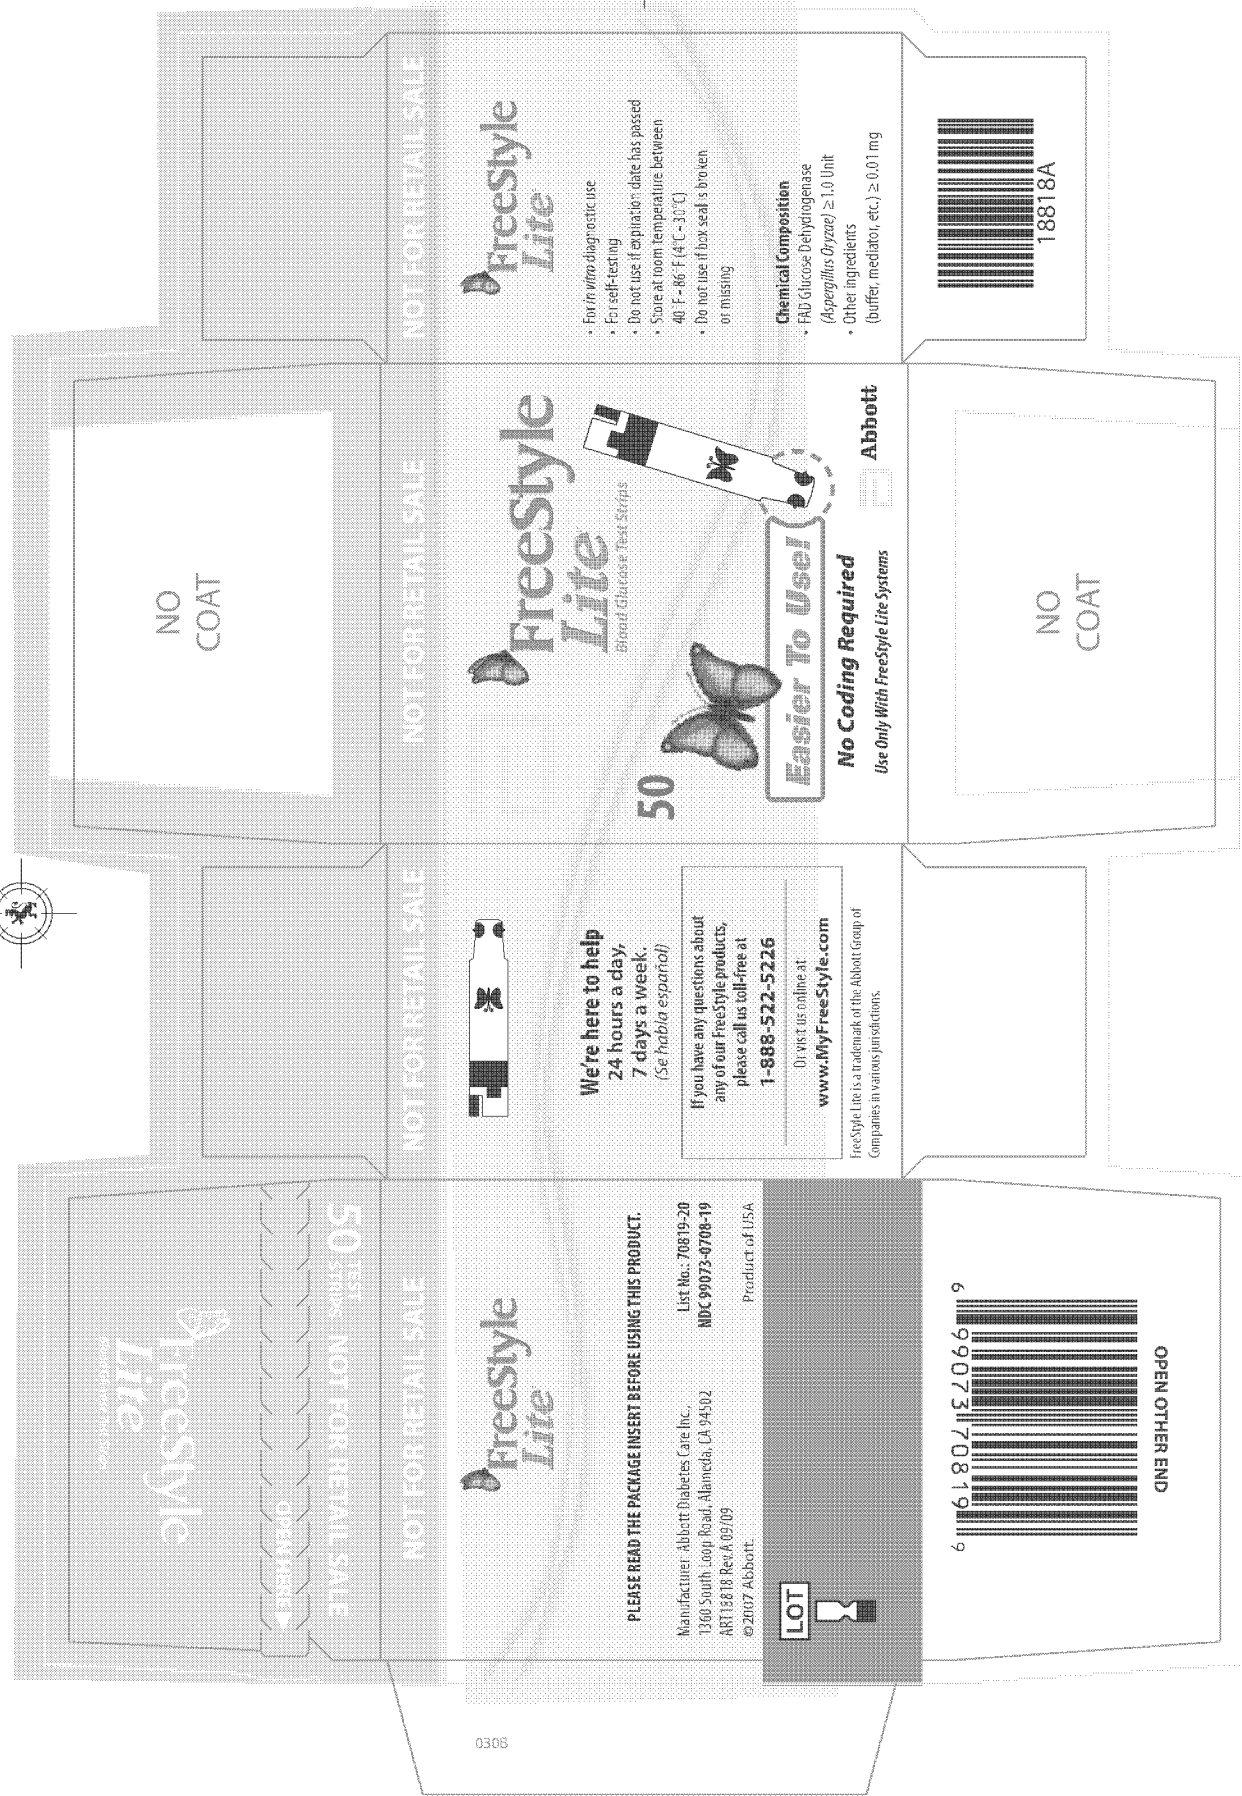 NOT FOR RETAIL SALE
FreeStyle
Lite
• For in vitro diagnostic use
• For self-testing
• Do not use if expiration date has passed
• Store at room temperature between
40°F - 86°F (4°C - 30°C)
• Do not use if box seal is broken
or missing
Chemical Composition
• FAD Glucose Dehydrogenase
(Aspergillus Oryzae) ≥ 1.0 Unit
• Other ingredients
(buffer, mediator, etc.) ≥ 0.01 mg
18818A
NO
COAT
NOT FOR RETAIL SALE
FreeStyle
Lite
Blood Glucose Test Strips
50
Easier To Use!
No Coding Required
Use Only With FreeStyle Lite Systems
Abbott
NO
COAT
NOT FOR RETAIL SALE
We're here to help
24 hours a day,
7 days a week.
(Se habla español)
If you have any questions about
any of our FreeStyle products,
please call us toll-free at
1-888-522-5226
Or visit us online at
www.MyFreeStyle.com
FreeStyle Lite is a trademark of the Abbott Group of
Companies in various jurisdictions.
FreeStyle
Lite
OPEN HERE
50 TEST STRIPS NOT FOR RETAIL SALE
NOT FOR RETAIL SALE
FreeStyle
Lite
PLEASE READ THE PACKAGE INSERT BEFORE USING THIS PRODUCT.
Manufacturer: Abbott Diabetes Care Inc., List No.: 70819-20
1360 South Loop Road, Alameda, CA 94502 NDC 99073-0708-19
ART18818 Rev.A 09/09
©2007 Abbott. Product of USA
LOT
6 99073 70819 9
OPEN OTHER END
0308